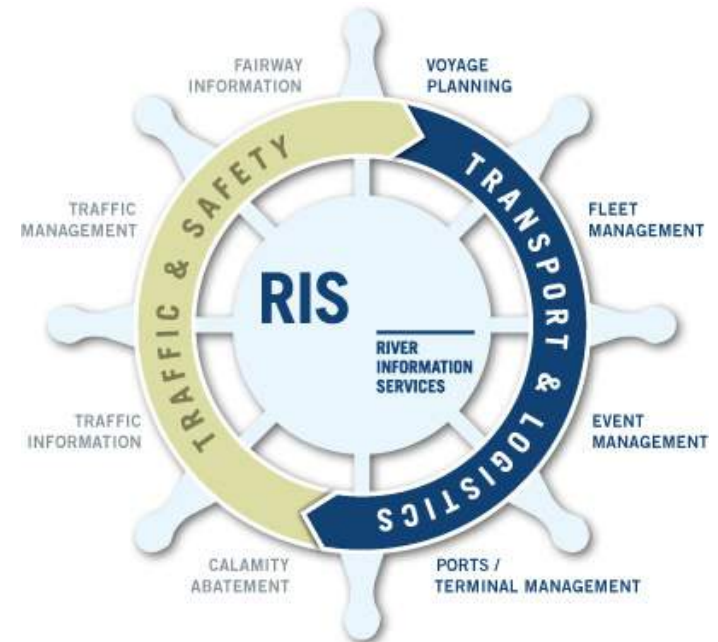 FAIRWAY
INFORMATION
VOYAGE
PLANNING
TRAFFIC
MANAGEMENT
FLEET
MANAGEMENT
TRAFFIC & SAFETY
TRANSPORT & LOGISTICS
RIS
RIVER
INFORMATION
SERVICES
TRAFFIC
INFORMATION
EVENT
MANAGEMENT
CALAMITY
ABATEMENT
PORTS /
TERMINAL MANAGEMENT